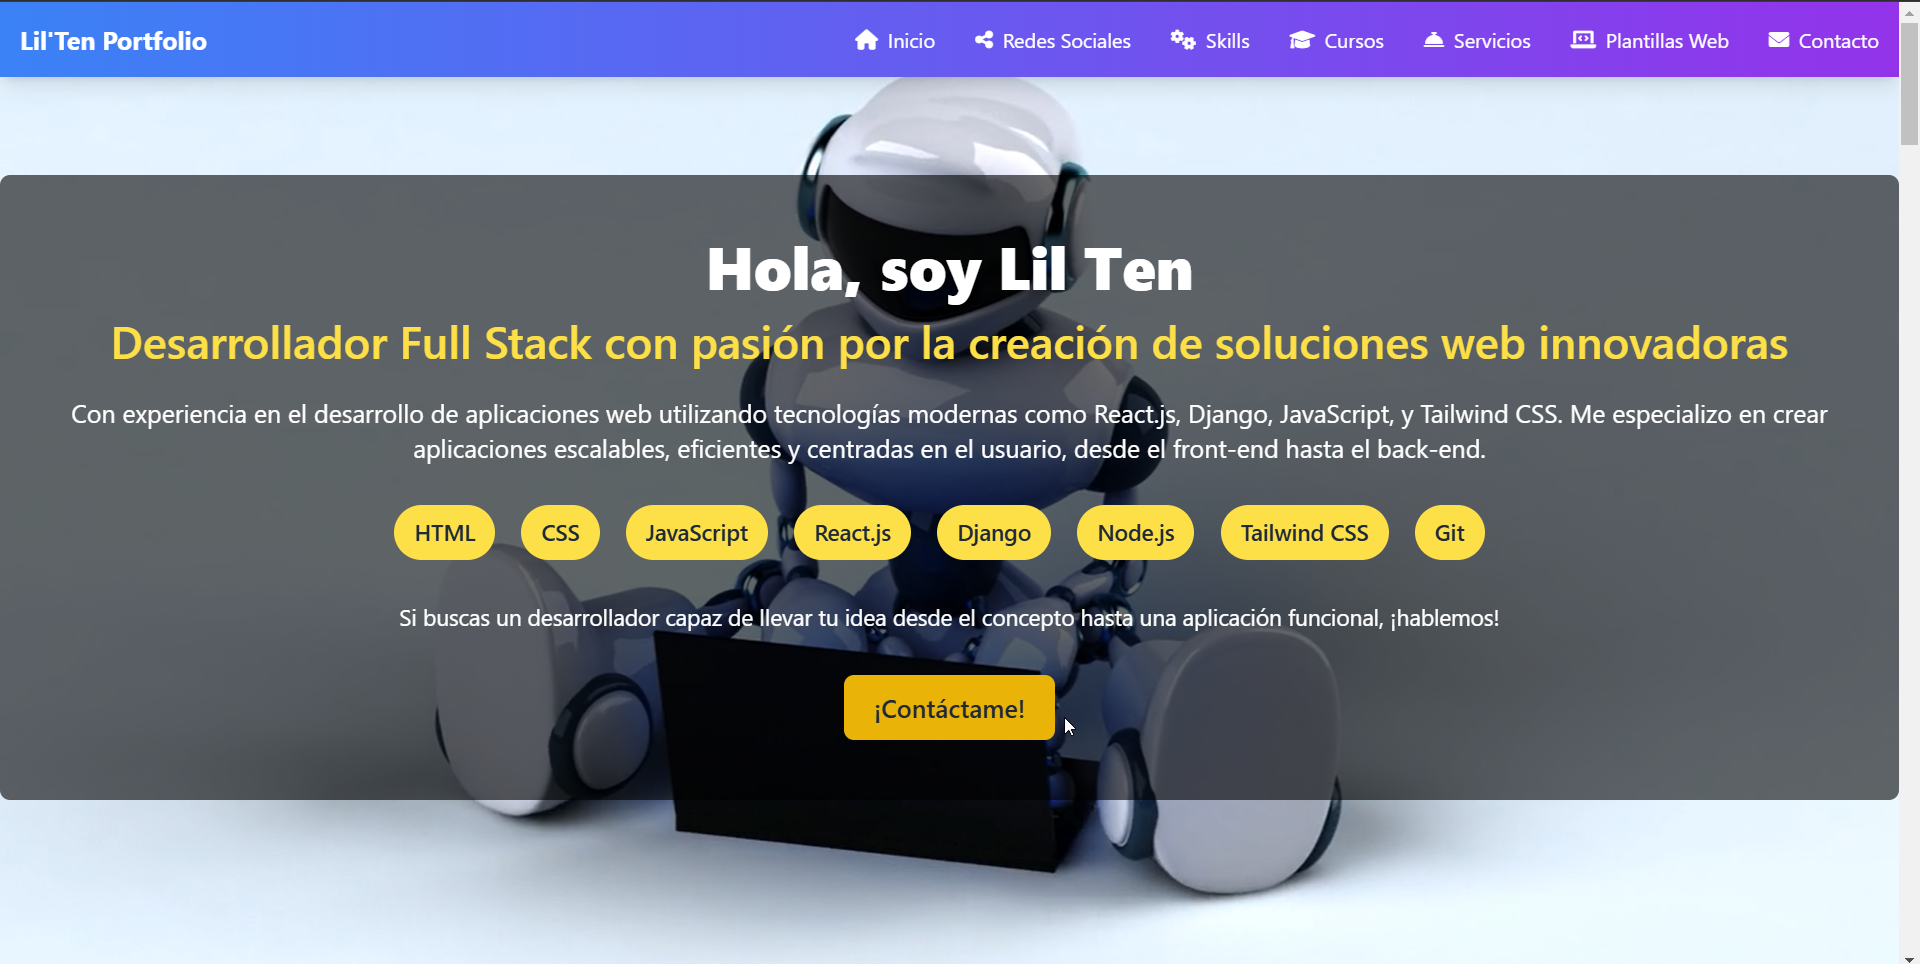 Lil'Ten Portfolio
Inicio
Redes Sociales
Skills
Cursos
Servicios
Plantillas Web
Contacto
Hola, soy Lil Ten
Desarrollador Full Stack con pasión por la creación de soluciones web innovadoras
Con experiencia en el desarrollo de aplicaciones web utilizando tecnologías modernas como React.js, Django, JavaScript, y Tailwind CSS. Me especializo en crear
aplicaciones escalables, eficientes y centradas en el usuario, desde el front-end hasta el back-end.
HTML
CSS
JavaScript
React.js
Django
Node.js
Tailwind CSS
Git
Si buscas un desarrollador capaz de llevar tu idea desde el concepto hasta una aplicación funcional, ¡hablemos!
¡Contáctame!